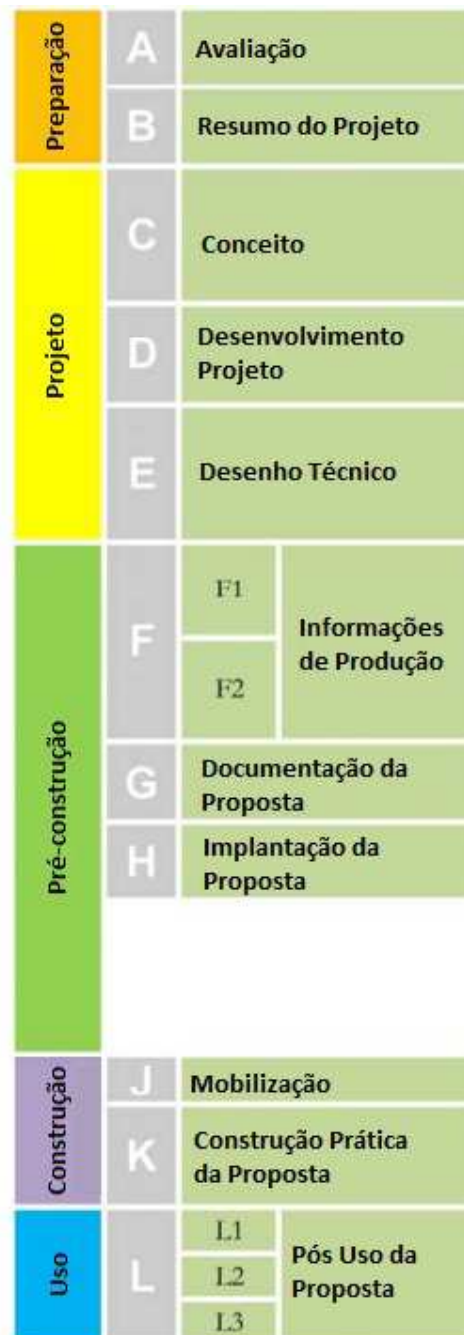 Preparação
A
Avaliação
B
Resumo do Projeto
Projeto
C
Conceito
D
Desenvolvimento
Projeto
E
Desenho Técnico
Pré-construção
F
F1
F2
Informações
de Produção
G
Documentação da
Proposta
H
Implantação da
Proposta
Construção
J
Mobilização
K
Construção Prática
da Proposta
Uso
L
L1
L2
L3
Pós Uso da
Proposta